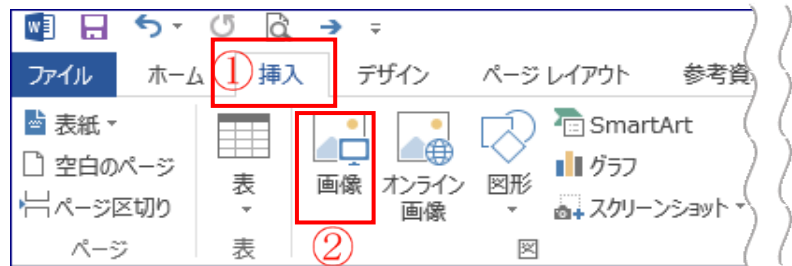 ファイル ホーム ① 挿入 デザイン ページ レイアウト 参考資
表紙
空白のページ
ページ区切り
ページ
表
表
画像
②
オンライン
画像
図形
SmartArt
グラフ
スクリーンショット
図